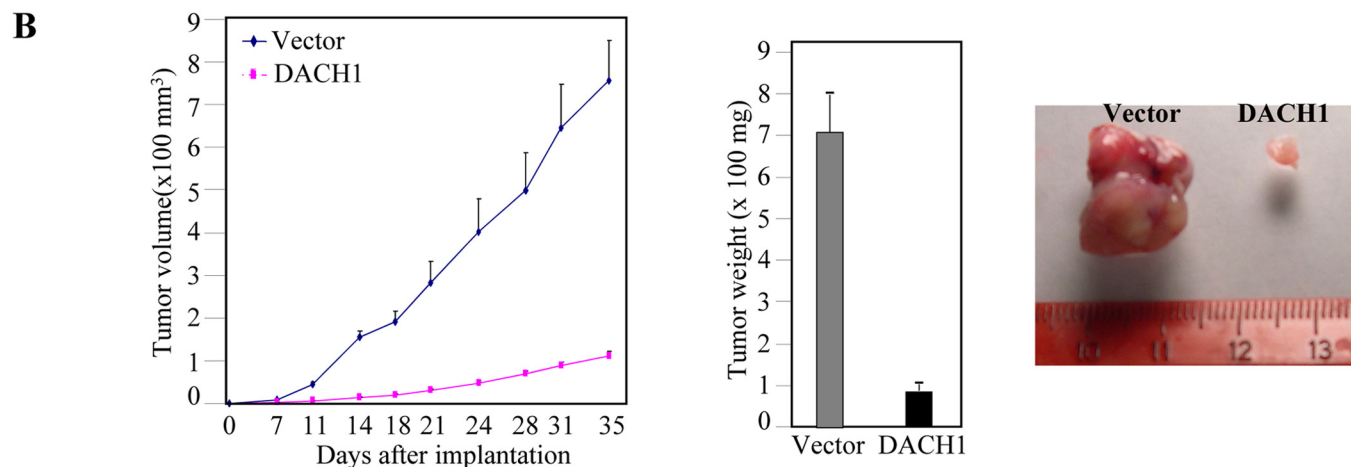 B
Tumor volume(x100 mm³)
9
8
7
6
5
4
3
2
1
0
Vector
DACH1
0 7 11 14 18 21 24 28 31 35
Days after implantation
Tumor weight (x 100 mg)
9
8
7
6
5
4
3
2
1
0
Vector DACH1
Vector DACH1
10 11 12 13